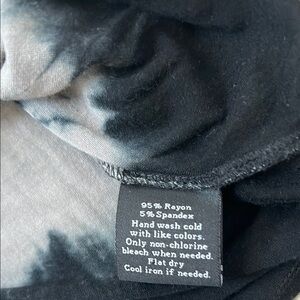 95% Rayon
5% Spandex
Hand wash cold
with like colors.
Only non-chlorine
bleach when needed.
Flat dry
Cool iron if needed.